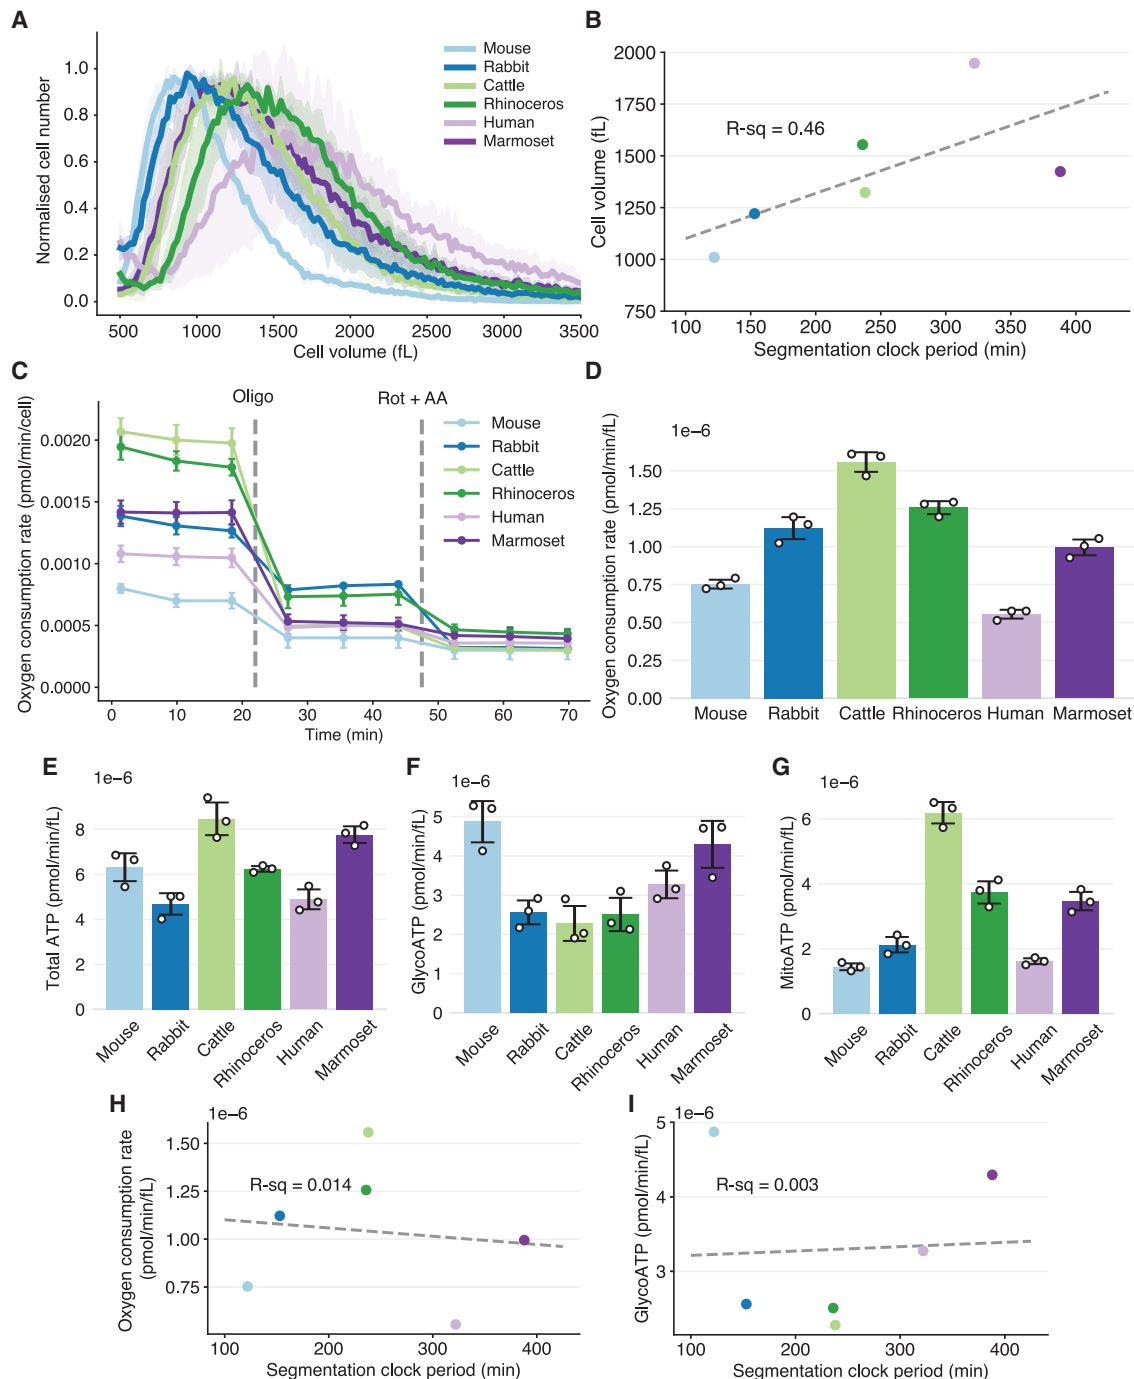 A
Normalised cell number
1.0
0.8
0.6
0.4
0.2
0.0
500
1000
1500
2000
2500
3000
3500
Cell volume (fL)
Mouse
Rabbit
Cattle
Rhinoceros
Human
Marmoset
B
Cell volume (fL)
2000
1750
1500
1250
1000
750
R-sq = 0.46
100
150
200
250
300
350
400
Segmentation clock period (min)
C
Oligo
Rot + AA
Oxygen consumption rate (pmol/min/cell)
0.0020
0.0015
0.0010
0.0005
0.0000
0
10
20
30
40
50
60
70
Time (min)
Mouse
Rabbit
Cattle
Rhinoceros
Human
Marmoset
D
1e−6
Oxygen consumption rate (pmol/min/fL)
1.50
1.25
1.00
0.75
0.50
0.25
0.00
Mouse
Rabbit
Cattle
Rhinoceros
Human
Marmoset
E
1e−6
Total ATP (pmol/min/fL)
8
6
4
2
0
Mouse
Rabbit
Cattle
Rhinoceros
Human
Marmoset
F
1e−6
GlycoATP (pmol/min/fL)
5
4
3
2
1
0
Mouse
Rabbit
Cattle
Rhinoceros
Human
Marmoset
G
1e−6
MitoATP (pmol/min/fL)
6
4
2
0
Mouse
Rabbit
Cattle
Rhinoceros
Human
Marmoset
H
1e−6
Oxygen consumption rate
(pmol/min/fL)
1.50
1.25
1.00
0.75
R-sq = 0.014
100
200
300
400
Segmentation clock period (min)
I
1e−6
GlycoATP (pmol/min/fL)
5
4
3
2
R-sq = 0.003
100
200
300
400
Segmentation clock period (min)